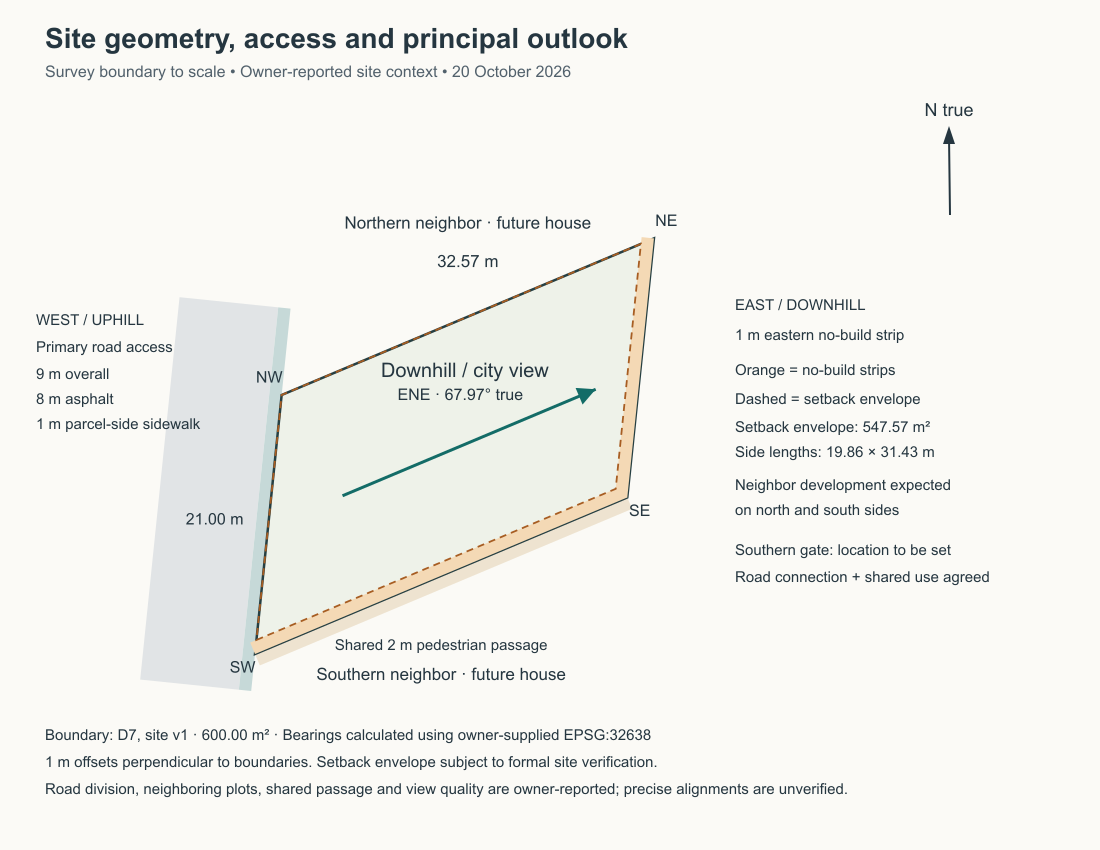 Site geometry, access and principal outlook
Survey boundary to scale • Owner-reported site context • 20 October 2026
N true
Northern neighbor · future house
NE
32.57 m
WEST / UPHILL
Primary road access
9 m overall
8 m asphalt
1 m parcel-side sidewalk
NW
Downhill / city view
ENE · 67.97° true
EAST / DOWNHILL
1 m eastern no-build strip
Orange = no-build strips
Dashed = setback envelope
Setback envelope: 547.57 m²
Side lengths: 19.86 × 31.43 m
Neighbor development expected
on north and south sides
Southern gate: location to be set
Road connection + shared use agreed
21.00 m
SE
Shared 2 m pedestrian passage
SW
Southern neighbor · future house
Boundary: D7, site v1 · 600.00 m² · Bearings calculated using owner-supplied EPSG:32638
1 m offsets perpendicular to boundaries. Setback envelope subject to formal site verification.
Road division, neighboring plots, shared passage and view quality are owner-reported; precise alignments are unverified.